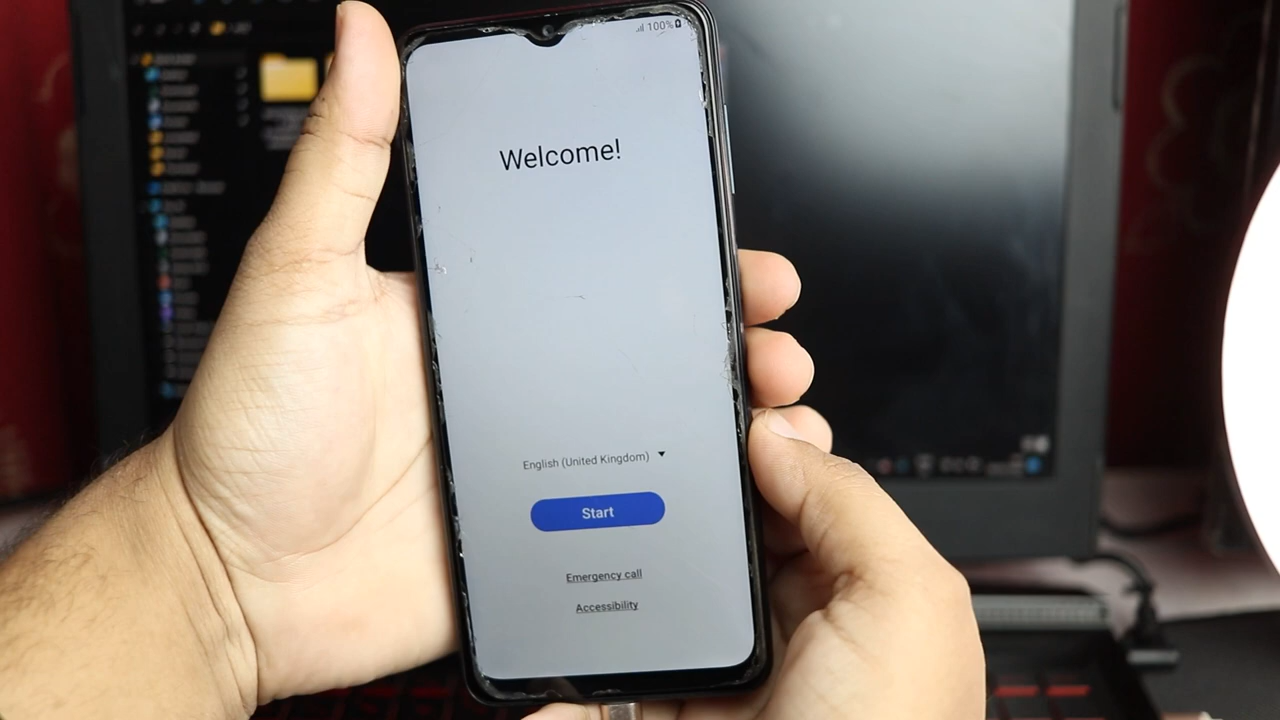 100%
Welcome!
English (United Kingdom)
Start
Emergency call
Accessibility